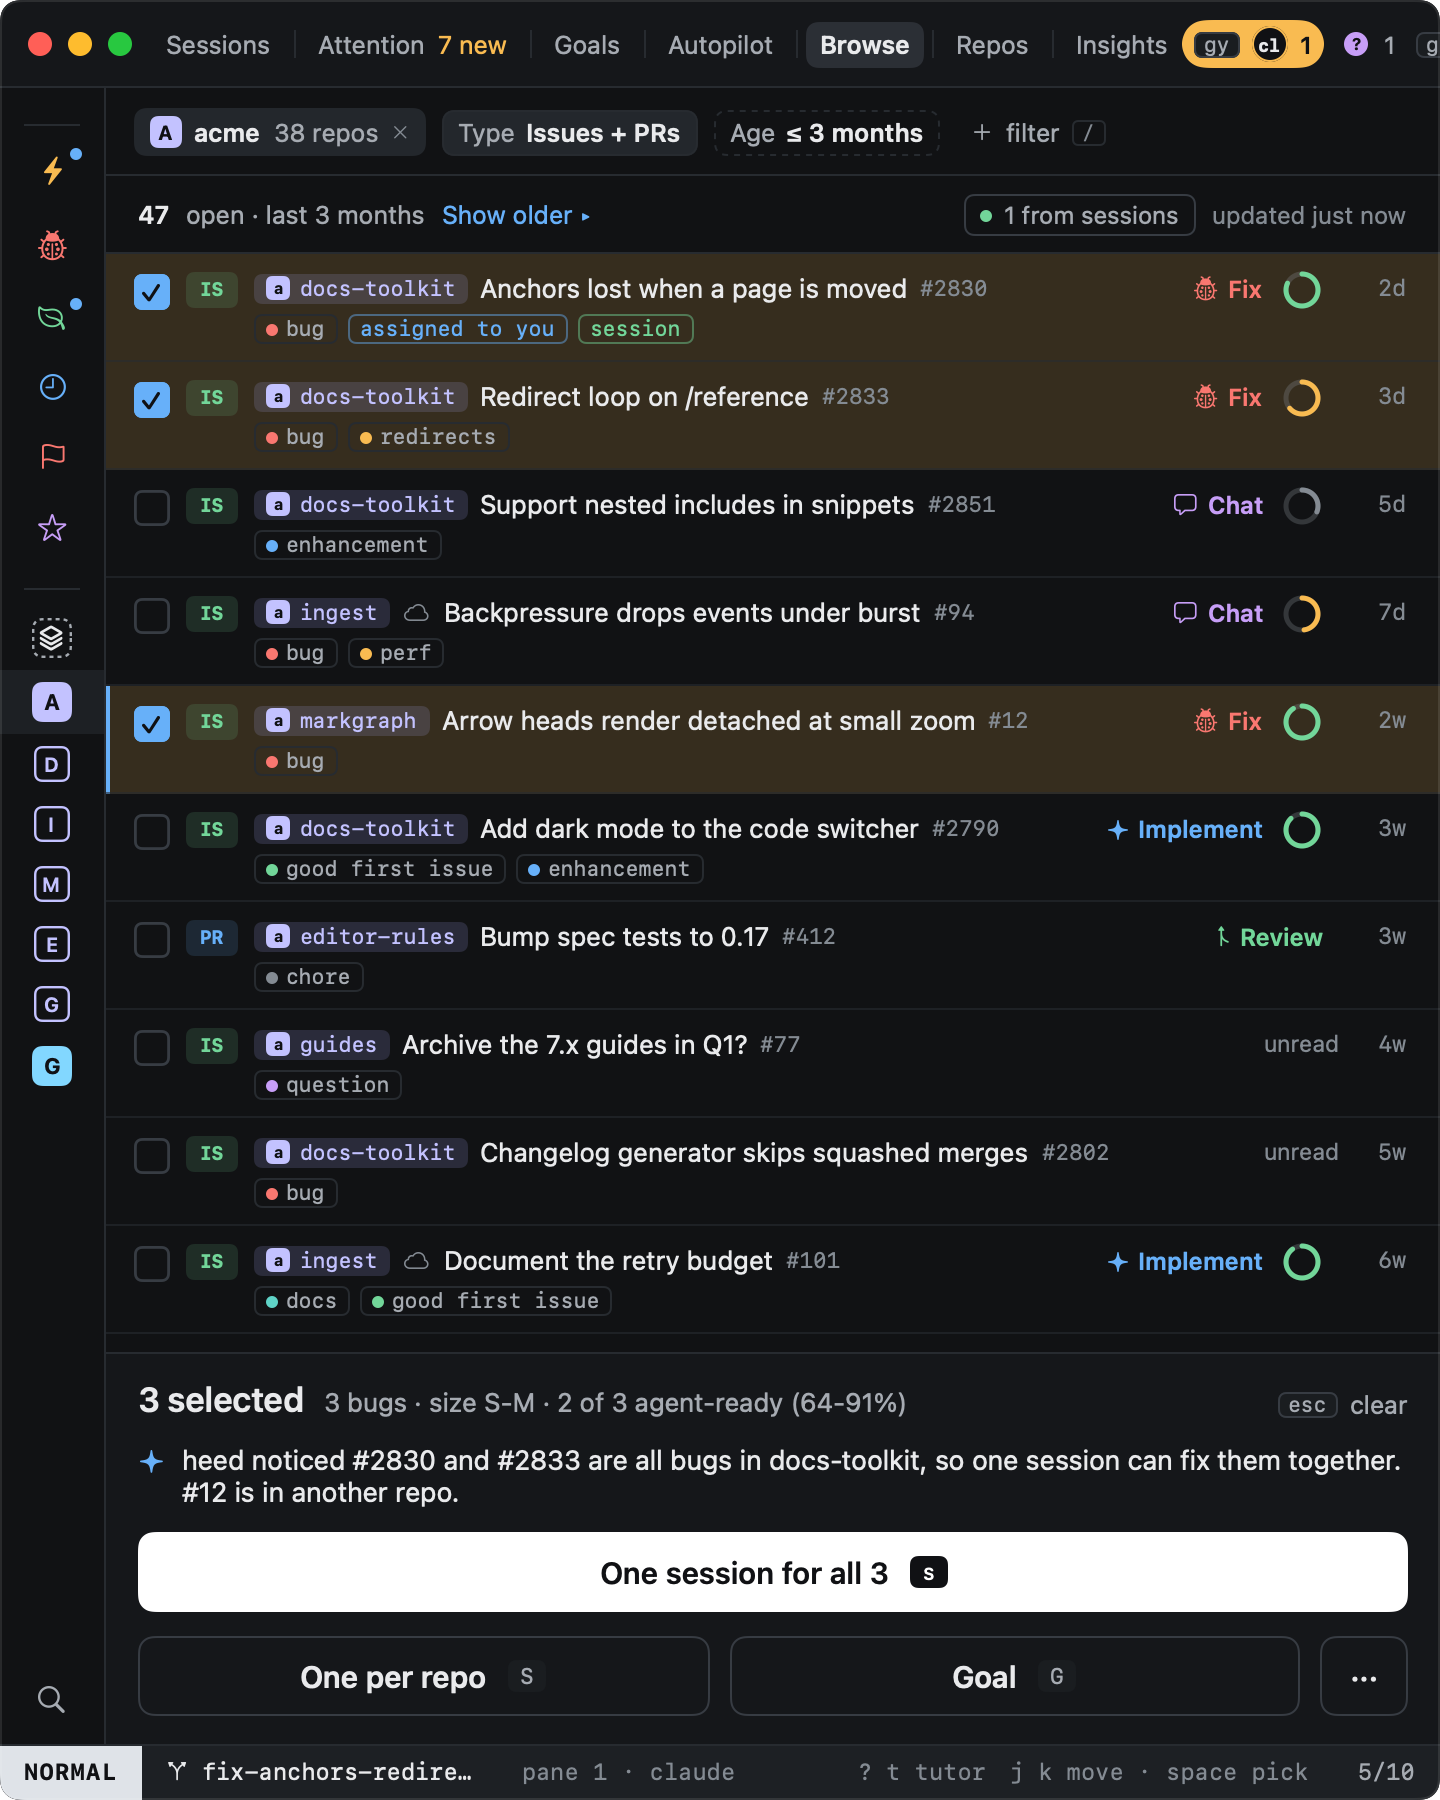 Sessions Attention 7 new Goals Autopilot Browse Repos Insights gy cl 1 ? 1 g
A acme 38 repos × Type Issues + PRs Age ≤ 3 months + filter /
47 open · last 3 months Show older ▸ 1 from sessions updated just now
IS a docs-toolkit Anchors lost when a page is moved #2830 Fix 2d
bug assigned to you session
IS a docs-toolkit Redirect loop on /reference #2833 Fix 3d
bug redirects
IS a docs-toolkit Support nested includes in snippets #2851 Chat 5d
enhancement
IS a ingest Backpressure drops events under burst #94 Chat 7d
bug perf
A
IS a markgraph Arrow heads render detached at small zoom #12 Fix 2w
bug
D
I
IS a docs-toolkit Add dark mode to the code switcher #2790 Implement 3w
good first issue enhancement
M
E
PR a editor-rules Bump spec tests to 0.17 #412 Review 3w
chore
G
G
IS a guides Archive the 7.x guides in Q1? #77 unread 4w
question
IS a docs-toolkit Changelog generator skips squashed merges #2802 unread 5w
bug
IS a ingest Document the retry budget #101 Implement 6w
docs good first issue
3 selected 3 bugs · size S-M · 2 of 3 agent-ready (64-91%) esc clear
heed noticed #2830 and #2833 are all bugs in docs-toolkit, so one session can fix them together.
#12 is in another repo.
One session for all 3 s
One per repo S Goal G ...
NORMAL fix-anchors-redire… pane 1 · claude ? t tutor j k move · space pick 5/10